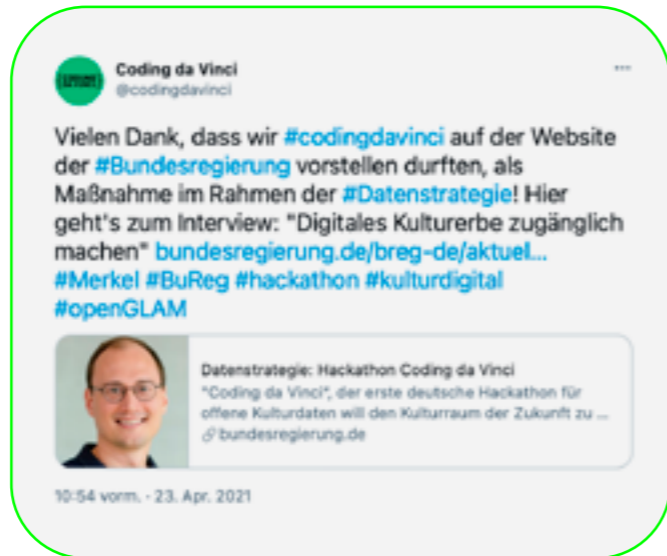 Coding da Vinci
@codingdavinci
Vielen Dank, dass wir #codingdavinci auf der Website
der #Bundesregierung vorstellen durften, als
Maßnahme im Rahmen der #Datenstrategie! Hier
geht's zum Interview: "Digitales Kulturerbe zugänglich
machen" bundesregierung.de/breg-de/aktuel...
#Merkel #BuReg #hackathon #kulturdigital
#openGLAM
Datenstrategie: Hackathon Coding da Vinci
"Coding da Vinci", der erste deutsche Hackathon für
offene Kulturdaten will den Kulturraum der Zukunft zu ...
bundesregierung.de
10:54 vorm. · 23. Apr. 2021